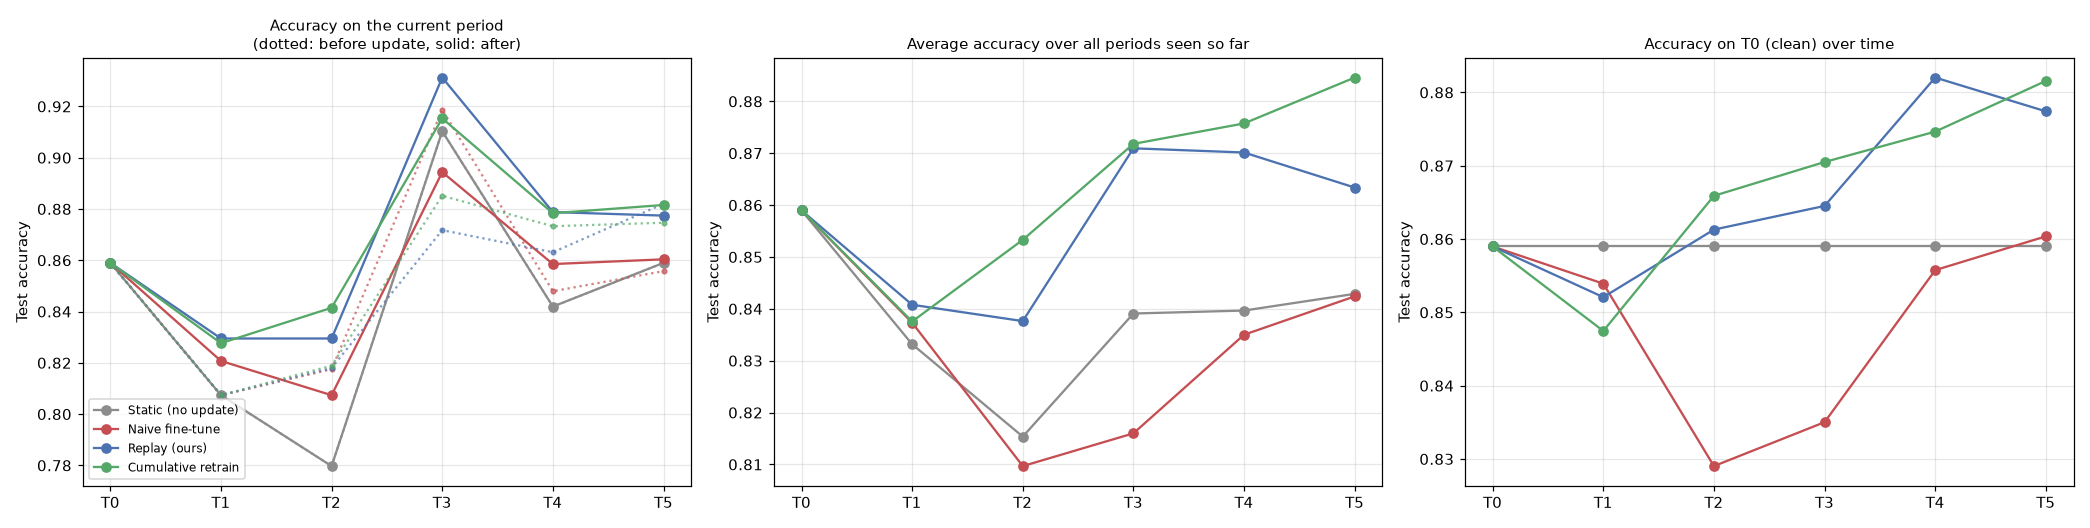 Accuracy on the current period
(dotted: before update, solid: after)
Test accuracy
0.92
0.90
0.88
0.86
0.84
0.82
0.80
0.78
Static (no update)
Naive fine-tune
Replay (ours)
Cumulative retrain
T0 T1 T2 T3 T4 T5
Average accuracy over all periods seen so far
Test accuracy
0.88
0.87
0.86
0.85
0.84
0.83
0.82
0.81
T0 T1 T2 T3 T4 T5
Accuracy on T0 (clean) over time
Test accuracy
0.88
0.87
0.86
0.85
0.84
0.83
T0 T1 T2 T3 T4 T5